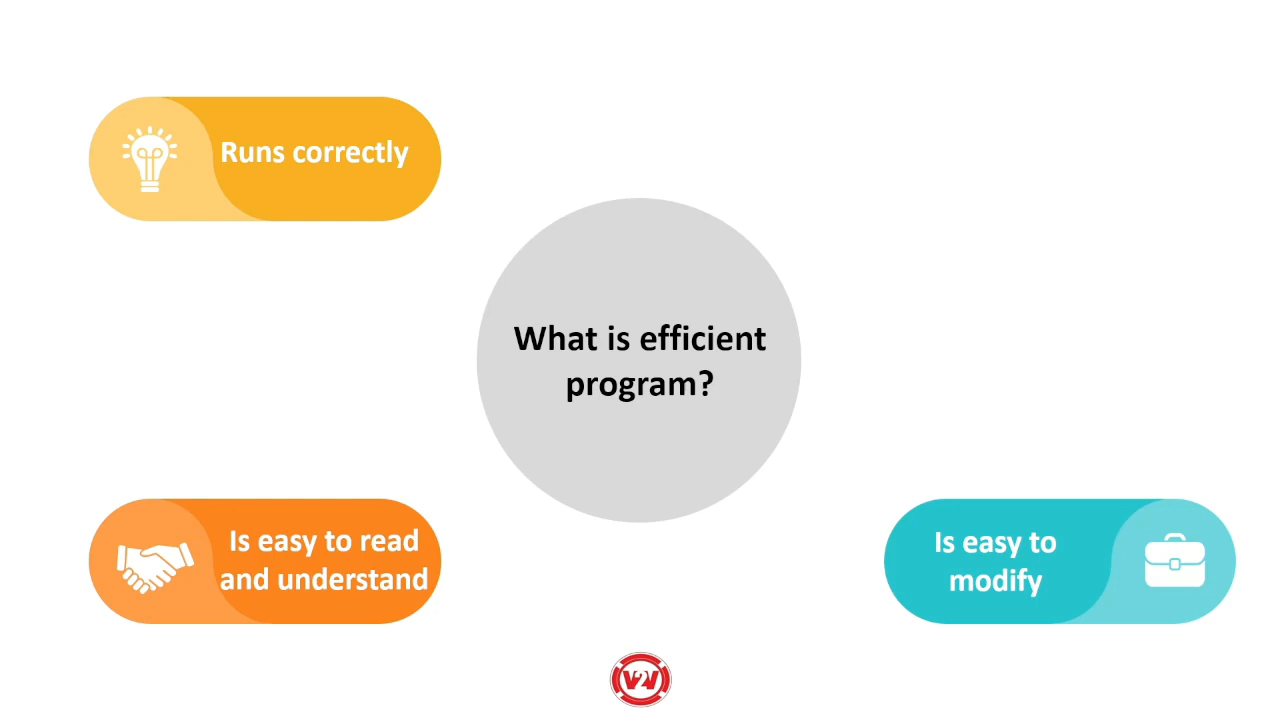 Runs correctly
What is efficient
program?
Is easy to read
and understand
Is easy to
modify
V2V